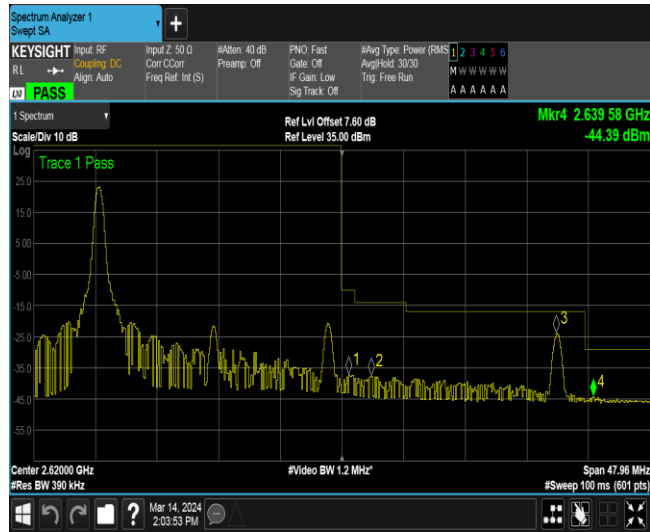 Spectrum Analyzer 1
Swept SA
+
KEYSIGHT Input: RF Input Z: 50 Ω #Atten: 40 dB PNO: Fast #Avg Type: Power (RMS 1 2 3 4 5 6
RL Coupling: DC Corr CCorr Preamp: Off Gate: Off Avg|Hold: 30/30 M W W W W W
Align: Auto Freq Ref: Int (S) IF Gain: Low Trig: Free Run
LXI PASS Sig Track: Off A A A A A A
1 Spectrum Ref Lvl Offset 7.60 dB Mkr4 2.639 58 GHz
Scale/Div 10 dB Ref Level 35.00 dBm -44.39 dBm
Log
Trace 1 Pass
25.0
15.0
5.00
-5.00
-15.0
-25.0
-35.0
-45.0
-55.0
1
2
3
4
Center 2.62000 GHz #Video BW 1.2 MHz* Span 47.96 MHz
#Res BW 390 kHz #Sweep 100 ms (601 pts)
? Mar 14, 2024
2:03:53 PM